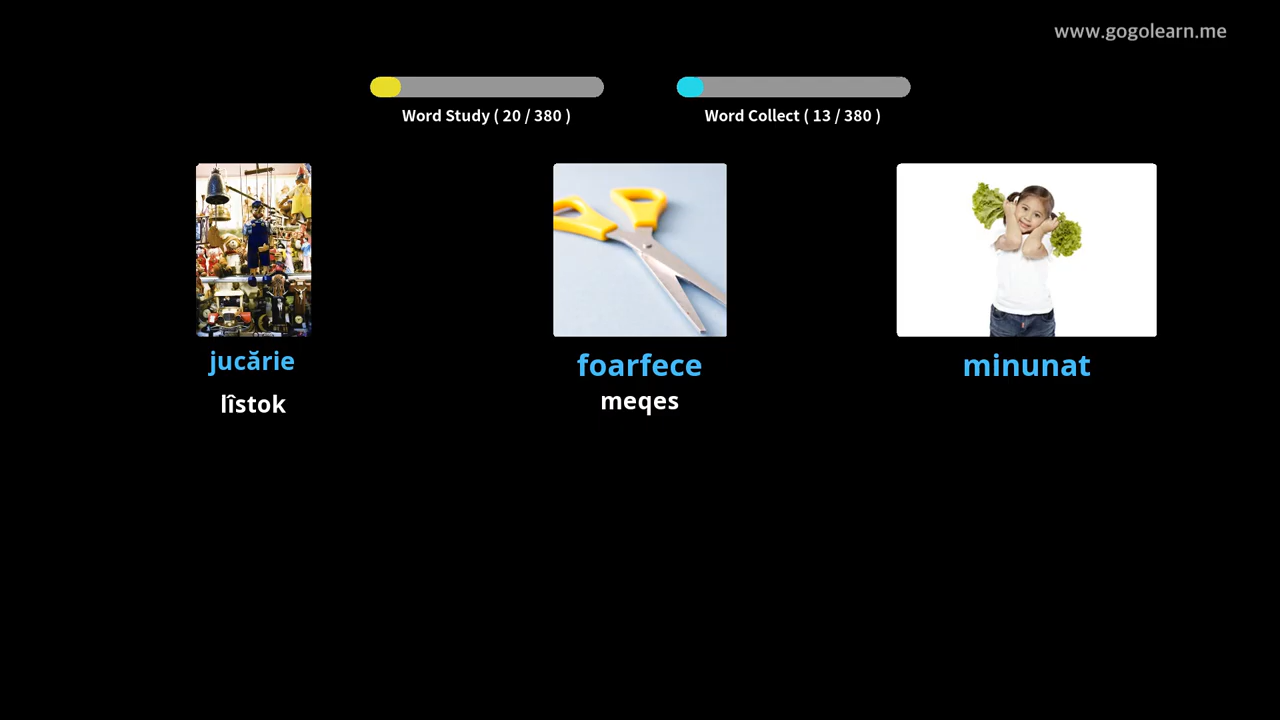 www.gogolearn.me
Word Study ( 20 / 380 )
Word Collect ( 13 / 380 )
jucărie
foarfece
minunat
lîstok
meqes